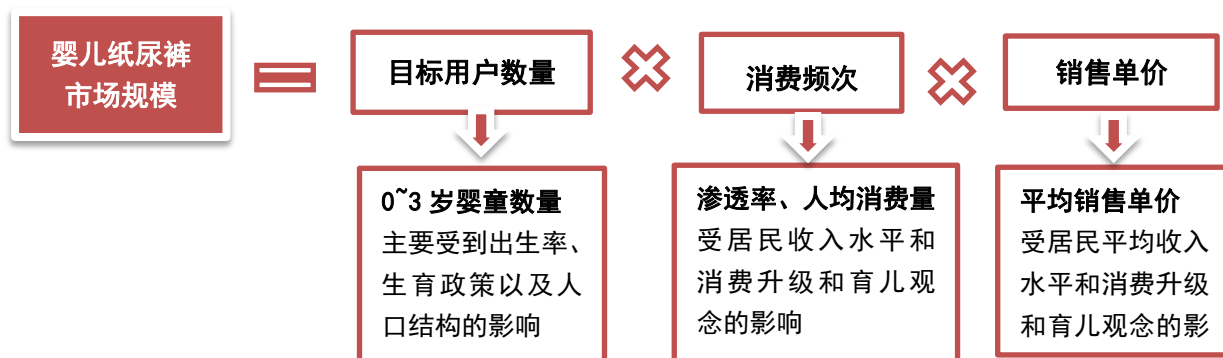 婴儿纸尿裤
市场规模
目标用户数量
消费频次
销售单价
0~3 岁婴童数量
主要受到出生率、
生育政策以及人
口结构的影响
渗透率、人均消费量
受居民收入水平和
消费升级和育儿观
念的影响
平均销售单价
受居民平均收入
水平和消费升级
和育儿观念的影